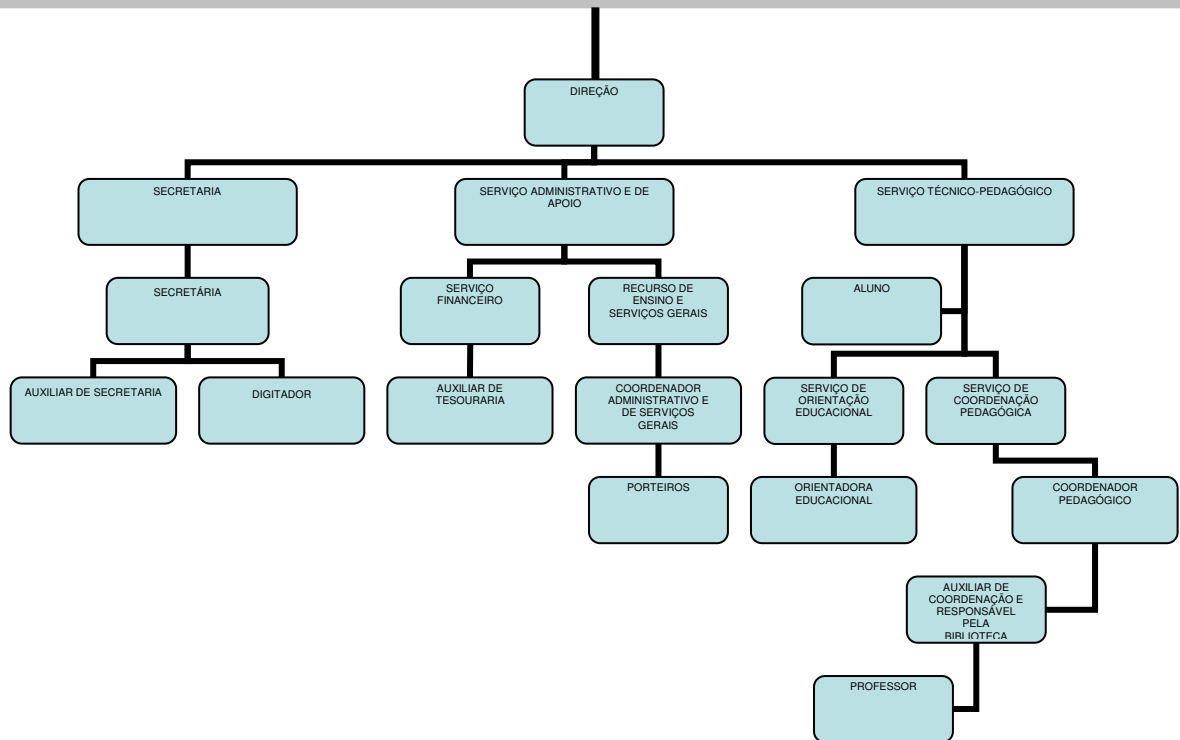 DIREÇÃO
SECRETARIA
SERVIÇO ADMINISTRATIVO E DE
APOIO
SERVIÇO TÉCNICO-PEDAGÓGICO
SECRETÁRIA
SERVIÇO
FINANCEIRO
RECURSO DE
ENSINO E
SERVIÇOS GERAIS
ALUNO
AUXILIAR DE SECRETARIA
DIGITADOR
AUXILIAR DE
TESOURARIA
COORDENADOR
ADMINISTRATIVO E
DE SERVIÇOS
GERAIS
SERVIÇO DE
ORIENTAÇÃO
EDUCACIONAL
SERVIÇO DE
COORDENAÇÃO
PEDAGÓGICA
PORTEIROS
ORIENTADORA
EDUCACIONAL
COORDENADOR
PEDAGÓGICO
AUXILIAR DE
COORDENAÇÃO E
RESPONSÁVEL
PELA
BIBLIOTECA
PROFESSOR